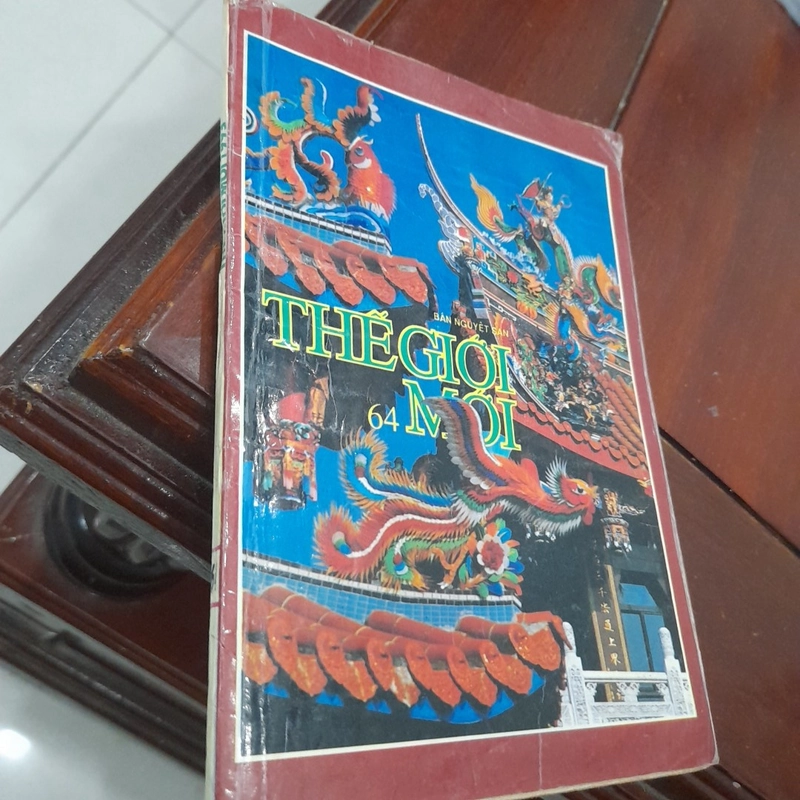 BÁN NGUYỆT SAN
THẾ GIỚI
MỚI
64